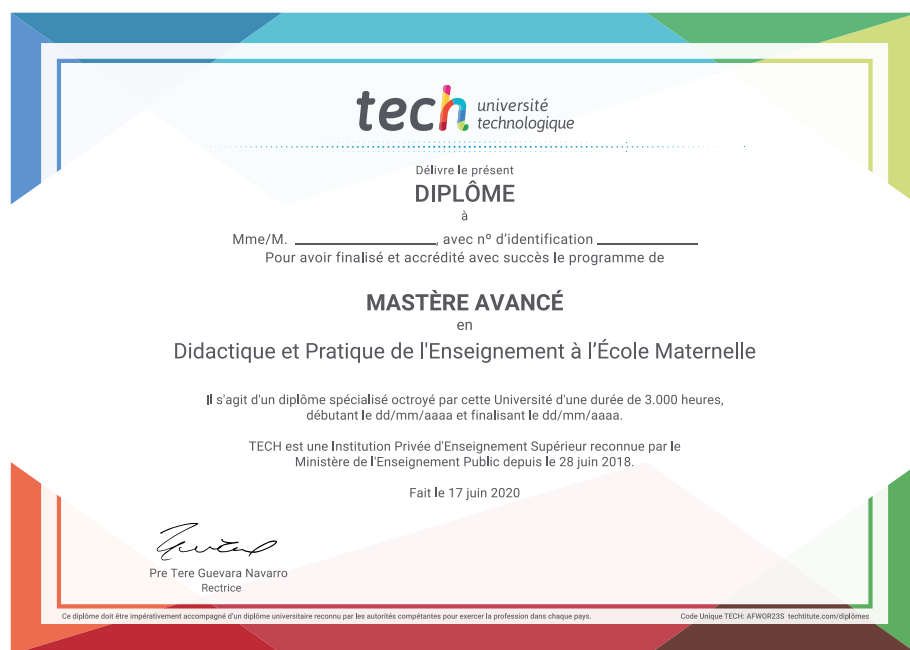 tech université
technologique
Délivre le présent
DIPLÔME
à
Mme/M. ____________________, avec nº d'identification ______________
Pour avoir finalisé et accrédité avec succès le programme de
MASTÈRE AVANCÉ
en
Didactique et Pratique de l'Enseignement à l'École Maternelle
Il s'agit d'un diplôme spécialisé octroyé par cette Université d'une durée de 3.000 heures,
débutant le dd/mm/aaaa et finalisant le dd/mm/aaaa.
TECH est une Institution Privée d'Enseignement Supérieur reconnue par le
Ministère de l'Enseignement Public depuis le 28 juin 2018.
Fait le 17 juin 2020
Pre Tere Guevara Navarro
Rectrice
Ce diplôme doit être impérativement accompagné d'un diplôme universitaire reconnu par les autorités compétantes pour exercer la profession dans chaque pays.
Code Unique TECH: AFWOR23S techtitute.com/diplômes